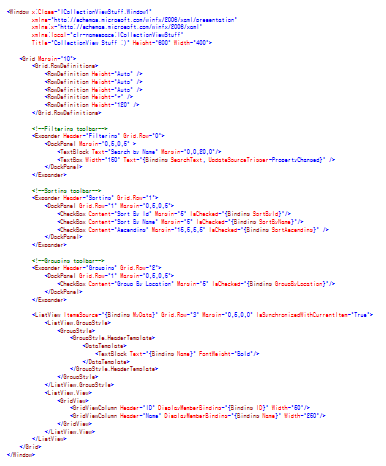 <Window x:Class="ICollectionViewStuff.Window1"
xmlns="http://schemas.microsoft.com/winfx/2006/xaml/presentation"
xmlns:x="http://schemas.microsoft.com/winfx/2006/xaml"
xmlns:local="clr-namespace:ICollectionViewStuff"
Title="CollectionView Stuff :)" Height="600" Width="400">
<Grid Margin="10">
<Grid.RowDefinitions>
<RowDefinition Height="Auto" />
<RowDefinition Height="Auto" />
<RowDefinition Height="Auto" />
<RowDefinition Height="*" />
<RowDefinition Height="120" />
</Grid.RowDefinitions>
<!--Filtering toolbar-->
<Expander Header="Filtering" Grid.Row="0">
<DockPanel Margin="0,5,0,5" >
<TextBlock Text="Search by Name" Margin="0,0,20,0"/>
<TextBox Width="150" Text="{Binding SearchText, UpdateSourceTrigger=PropertyChanged}" />
</DockPanel>
</Expander>
<!--Sorting toolbar-->
<Expander Header="Sorting" Grid.Row="1">
<DockPanel Grid.Row="1" Margin="0,5,0,5">
<CheckBox Content="Sort By Id" Margin="5" IsChecked="{Binding SortById}"/>
<CheckBox Content="Sort By Name" Margin="5" IsChecked="{Binding SortByName}"/>
<CheckBox Content="Ascending" Margin="15,5,5,5" IsChecked="{Binding SortAscending}" />
</DockPanel>
</Expander>
<!--Grouping toolbar-->
<Expander Header="Grouping" Grid.Row="2">
<DockPanel Grid.Row="1" Margin="0,5,0,5">
<CheckBox Content="Group By Location" Margin="5" IsChecked="{Binding GroupByLocation}"/>
</DockPanel>
</Expander>
<ListView ItemsSource="{Binding MyData}" Grid.Row="3" Margin="0,5,0,0" IsSynchronizedWithCurrentItem="True">
<ListView.GroupStyle>
<GroupStyle>
<GroupStyle.HeaderTemplate>
<DataTemplate>
<TextBlock Text="{Binding Name}" FontWeight="Bold"/>
</DataTemplate>
</GroupStyle.HeaderTemplate>
</GroupStyle>
</ListView.GroupStyle>
<ListView.View>
<GridView>
<GridViewColumn Header="ID" DisplayMemberBinding="{Binding ID}" Width="50"/>
<GridViewColumn Header="Name" DisplayMemberBinding="{Binding Name}" Width="250"/>
</GridView>
</ListView.View>
</ListView>
</Grid>
</Window>